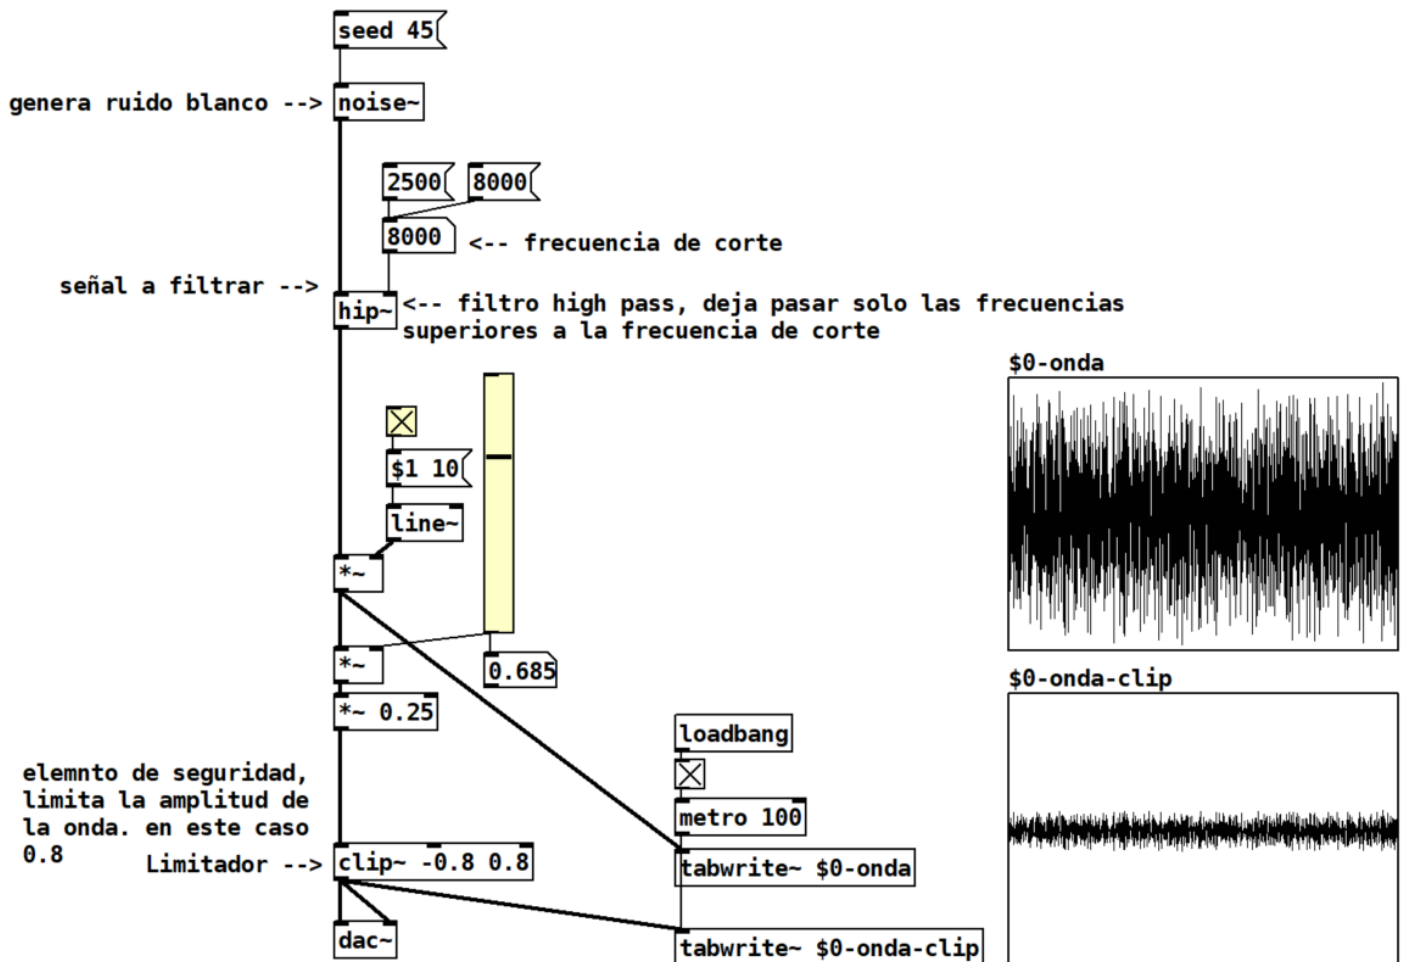 seed 45
genera ruido blanco -->
noise~
2500
8000
8000
<-- frecuencia de corte
señal a filtrar -->
hip~
<-- filtro high pass, deja pasar solo las frecuencias
superiores a la frecuencia de corte
$0-onda
$1 10
line~
*~
*~
0.685
$0-onda-clip
*~ 0.25
loadbang
metro 100
elemnto de seguridad,
limita la amplitud de
la onda. en este caso
0.8
Limitador -->
clip~ -0.8 0.8
tabwrite~ $0-onda
dac~
tabwrite~ $0-onda-clip